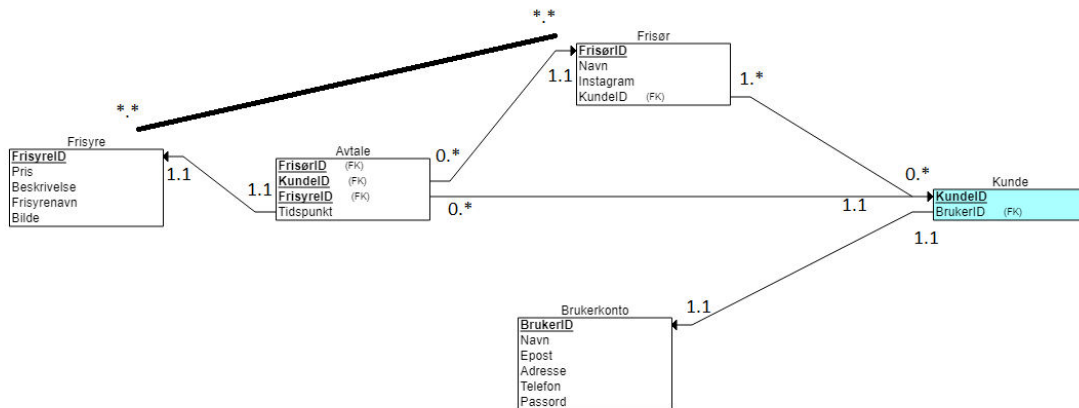 *.*
Frisør
FrisørID
Navn
Instagram
KundeID (FK)
1.1
1.*
*.*
Frisyre
FrisyreID
Pris
Beskrivelse
Frisyrenavn
Bilde
1.1
1.1
Avtale
FrisørID (FK)
KundeID (FK)
FrisyreID (FK)
Tidspunkt
0.*
0.*
1.1
0.*
Kunde
KundeID
BrukerID (FK)
1.1
1.1
Brukerkonto
BrukerID
Navn
Epost
Adresse
Telefon
Passord